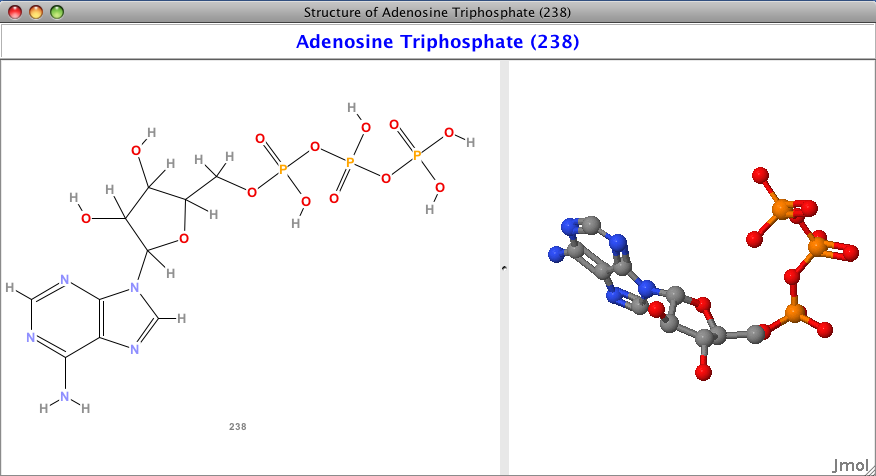 Structure of Adenosine Triphosphate (238)
Adenosine Triphosphate (238)
H O
O P O P O P O H
H O H H H O O
H O H
H O H
H O H O
H
H N N H
N N
H N H
238
Jmol